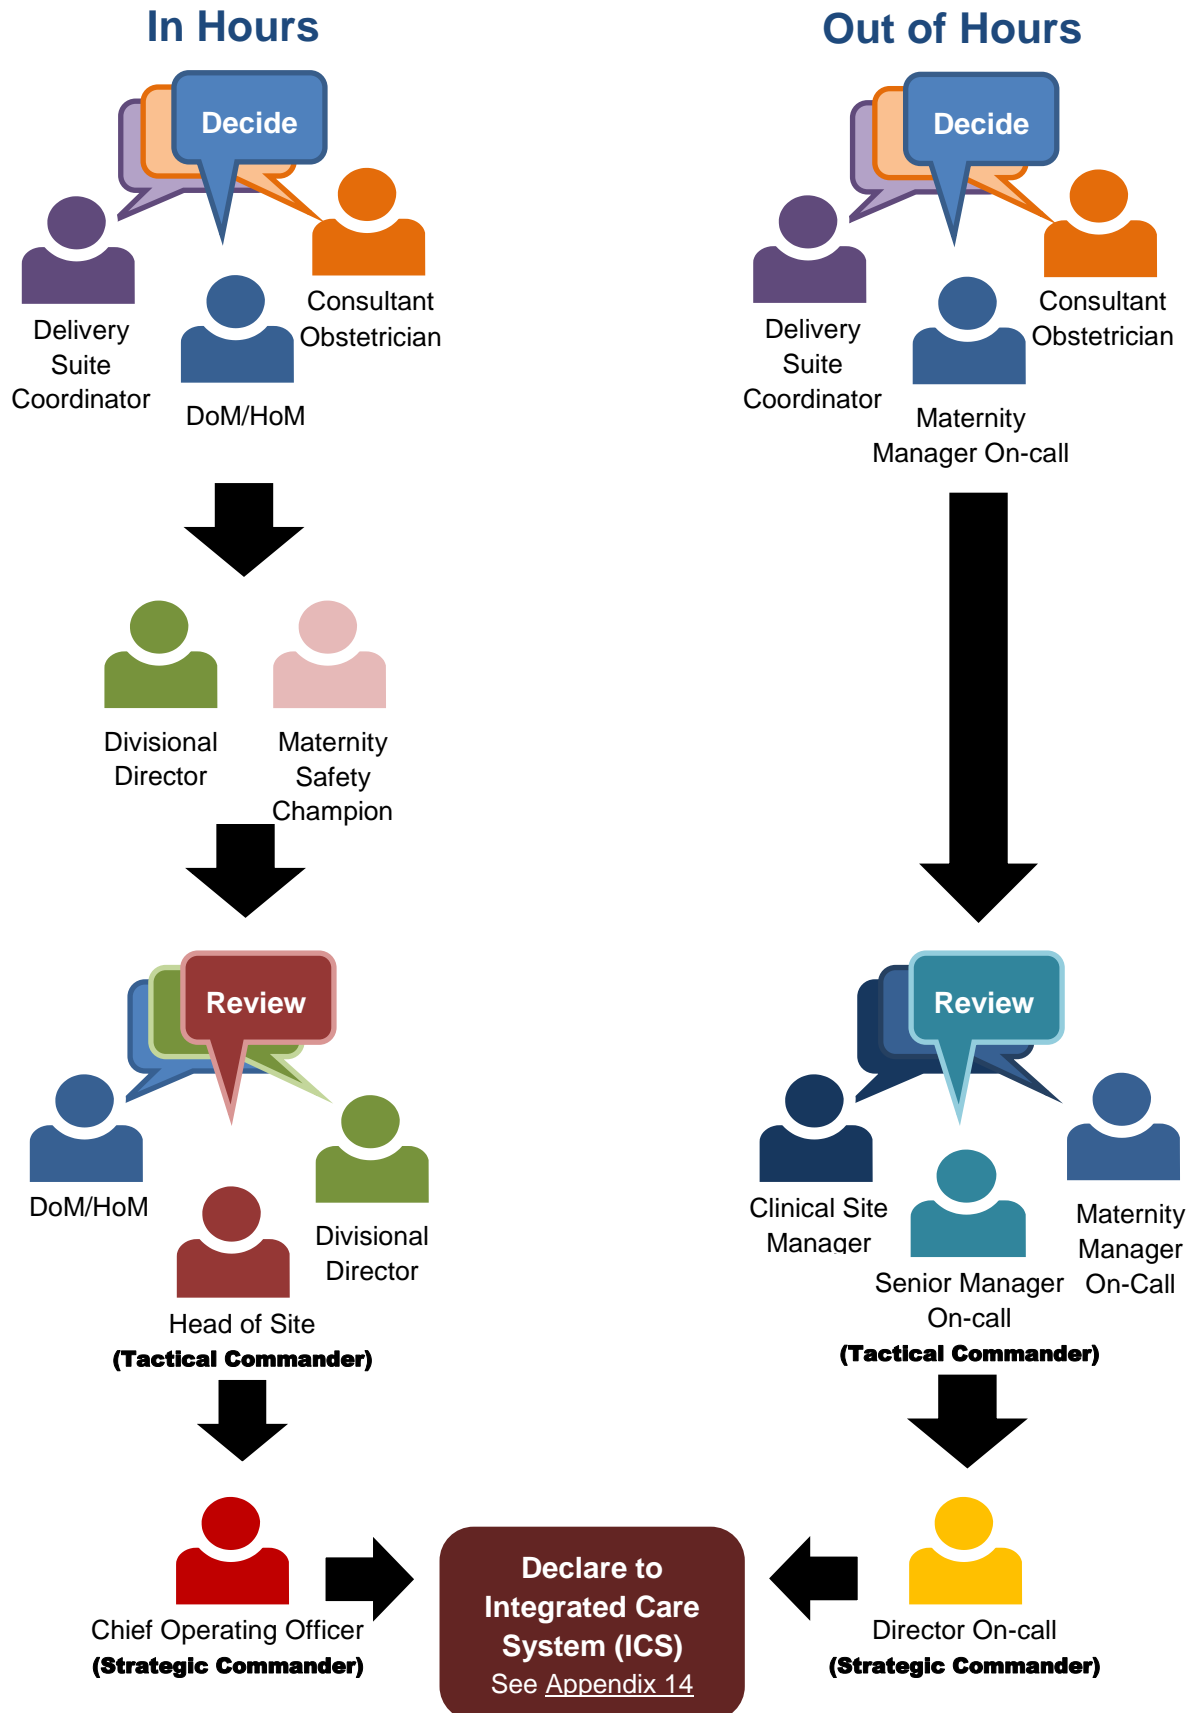 In Hours
Decide
Delivery
Suite
Coordinator
DoM/HoM
Consultant
Obstetrician
Divisional
Director
Maternity
Safety
Champion
Review
DoM/HoM
Head of Site
(Tactical Commander)
Divisional
Director
Chief Operating Officer
(Strategic Commander)
Out of Hours
Decide
Delivery
Suite
Coordinator
Maternity
Manager On-call
Consultant
Obstetrician
Review
Clinical Site
Manager
Senior Manager
On-call
(Tactical Commander)
Maternity
Manager
On-Call
Director On-call
(Strategic Commander)
Declare to
Integrated Care
System (ICS)
See Appendix 14